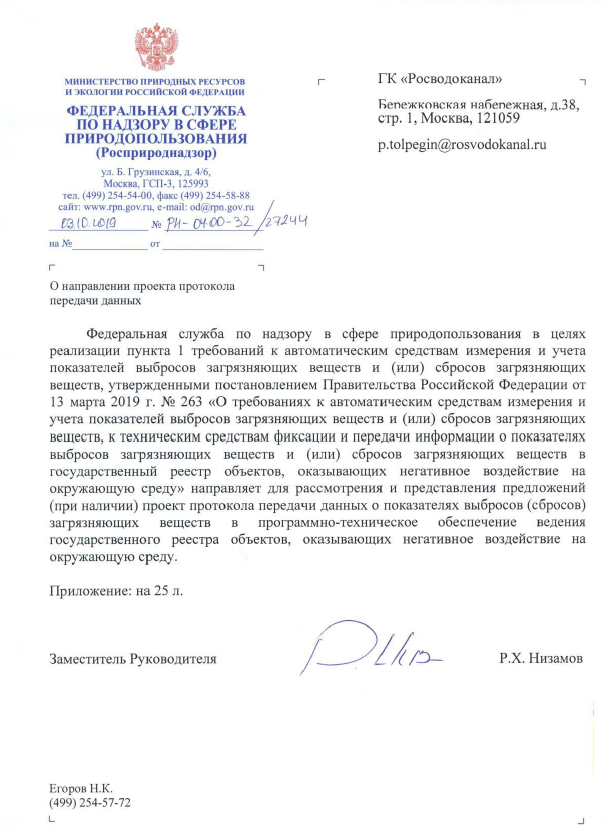 МИНИСТЕРСТВО ПРИРОДНЫХ РЕСУРСОВ
И ЭКОЛОГИИ РОССИЙСКОЙ ФЕДЕРАЦИИ
ФЕДЕРАЛЬНАЯ СЛУЖБА
ПО НАДЗОРУ В СФЕРЕ
ПРИРОДОПОЛЬЗОВАНИЯ
(Росприроднадзор)
ул. Б. Грузинская, д. 4/6,
Москва, ГСП-3, 125993
тел. (499) 254-54-00, факс (499) 254-58-88
сайт: www.rpn.gov.ru, e-mail: od@rpn.gov.ru
03.10.2019 № РН-04-00-32/27244
на №_____________ от __________________
ГК «Росводоканал»
Бережковская набережная, д.38,
стр. 1, Москва, 121059
p.tolpegin@rosvodokanal.ru
О направлении проекта протокола
передачи данных
Федеральная служба по надзору в сфере природопользования в целях
реализации пункта 1 требований к автоматическим средствам измерения и учета
показателей выбросов загрязняющих веществ и (или) сбросов загрязняющих
веществ, утвержденными постановлением Правительства Российской Федерации от
13 марта 2019 г. № 263 «О требованиях к автоматическим средствам измерения и
учета показателей выбросов загрязняющих веществ и (или) сбросов загрязняющих
веществ, к техническим средствам фиксации и передачи информации о показателях
выбросов загрязняющих веществ и (или) сбросов загрязняющих веществ в
государственный реестр объектов, оказывающих негативное воздействие на
окружающую среду» направляет для рассмотрения и представления предложений
(при наличии) проект протокола передачи данных о показателях выбросов (сбросов)
загрязняющих веществ в программно-техническое обеспечение ведения
государственного реестра объектов, оказывающих негативное воздействие на
окружающую среду.
Приложение: на 25 л.
Заместитель Руководителя
Р.Х. Низамов
Егоров Н.К.
(499) 254-57-72